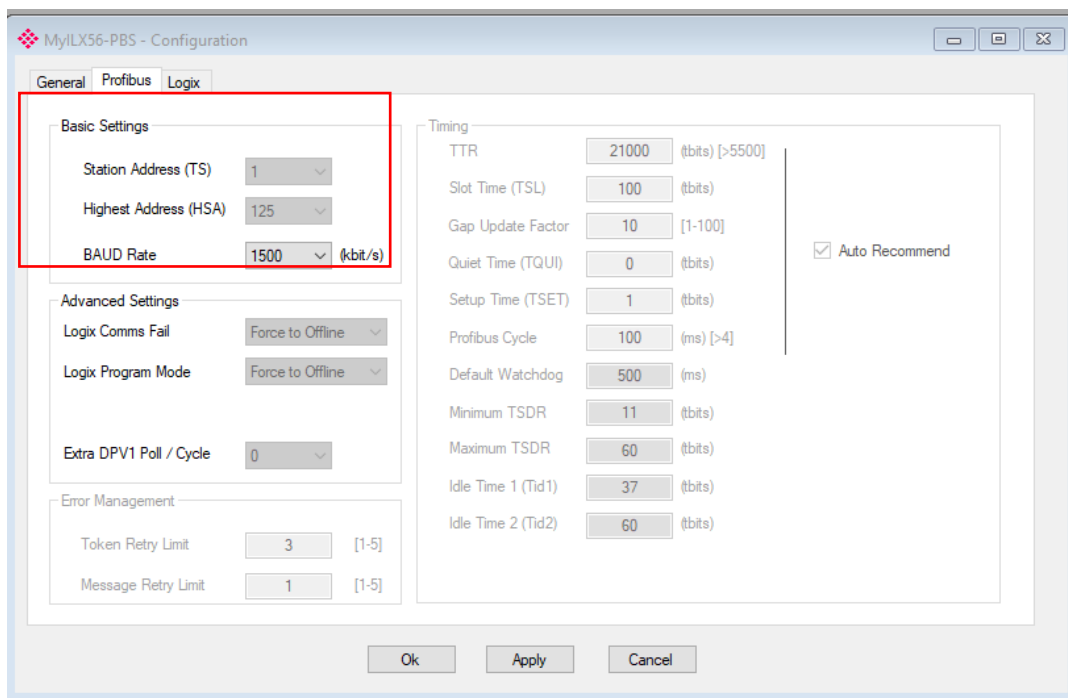 MyILX56-PBS - Configuration
General Profibus Logix
Basic Settings
Station Address (TS) 1
Highest Address (HSA) 125
BAUD Rate 1500 (kbit/s)
Advanced Settings
Logix Comms Fail Force to Offline
Logix Program Mode Force to Offline
Extra DPV1 Poll / Cycle 0
Error Management
Token Retry Limit 3 [1-5]
Message Retry Limit 1 [1-5]
Timing
TTR 21000 (tbits) [>5500]
Slot Time (TSL) 100 (tbits)
Gap Update Factor 10 [1-100]
Quiet Time (TQUI) 0 (tbits)
Setup Time (TSET) 1 (tbits)
Profibus Cycle 100 (ms) [>4]
Default Watchdog 500 (ms)
Minimum TSDR 11 (tbits)
Maximum TSDR 60 (tbits)
Idle Time 1 (Tid1) 37 (tbits)
Idle Time 2 (Tid2) 60 (tbits)
Auto Recommend
Ok Apply Cancel